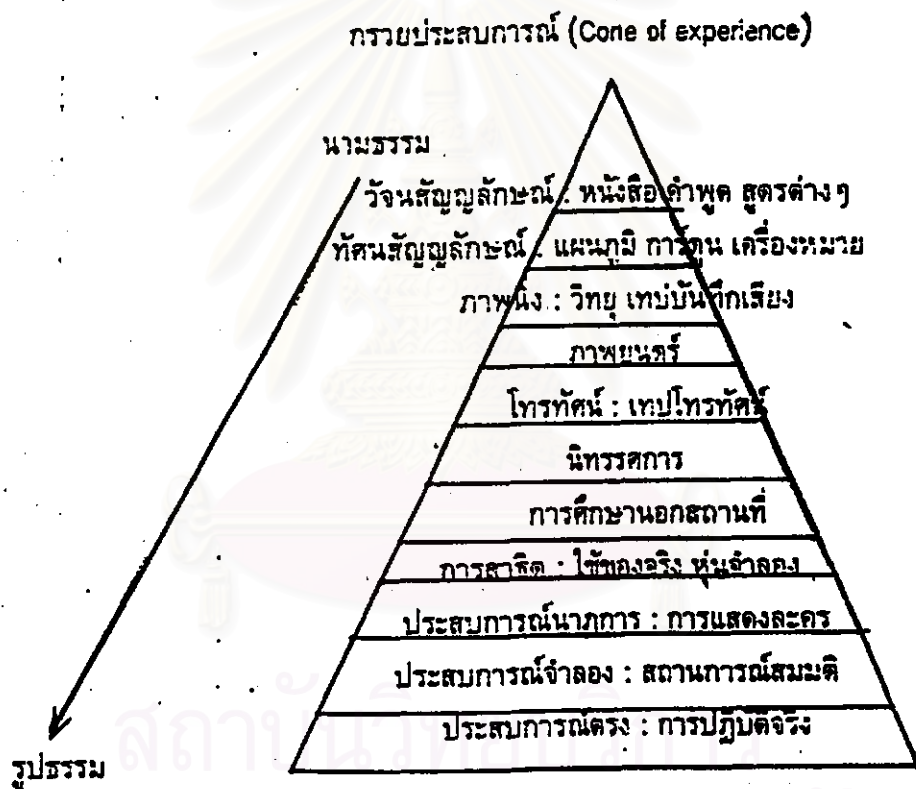 กรวยประสบการณ์ (Cone of experience)
นามธรรม
วัจนสัญญลักษณ์ : หนังสือ คำพูด สูตรต่างๆ
ทัศนสัญญลักษณ์ : แผนภูมิ การ์ตูน เครื่องหมาย
ภาพนิ่ง : วิทยุ เทปบันทึกเสียง
ภาพยนตร์
โทรทัศน์ : เทปโทรทัศน์
นิทรรศการ
การศึกษานอกสถานที่
การสาธิต : ใช้ของจริง หุ่นจำลอง
ประสบการณ์นาฏการ : การแสดงละคร
ประสบการณ์จำลอง : สถานการณ์สมมติ
ประสบการณ์ตรง : การปฏิบัติจริง
รูปธรรม